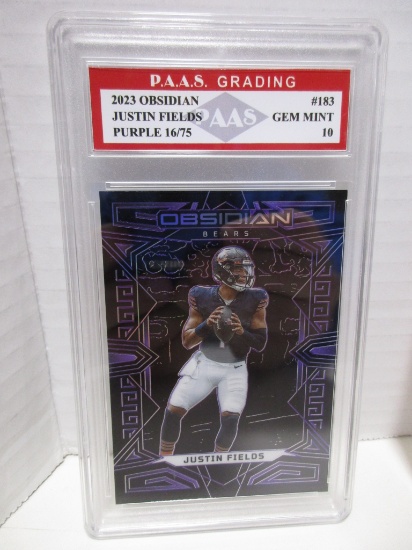 P.A.A.S. GRADING
2023 OBSIDIAN #183
JUSTIN FIELDS PAAS GEM MINT
PURPLE 16/75 10
OBSIDIAN
BEARS
JUSTIN FIELDS